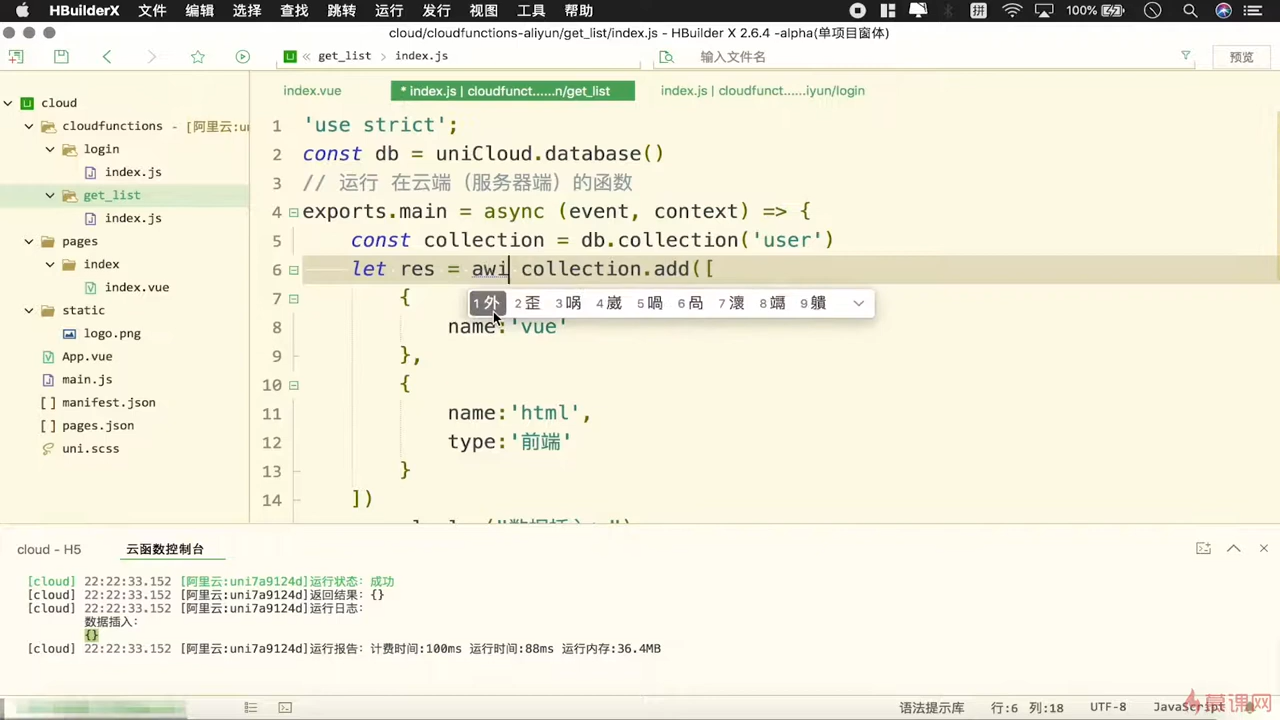 HBuilderX 文件 编辑 选择 查找 跳转 运行 发行 视图 工具 帮助 拼 100%
cloud/cloudfunctions-aliyun/get_list/index.js - HBuilder X 2.6.4 -alpha(单项目窗体)
get_list index.js 输入文件名 预览
index.vue * index.js | cloudfunct......n/get_list index.js | cloudfunct......iyun/login
cloud
cloudfunctions - [阿里云:un
login
index.js
get_list
index.js
pages
index
index.vue
static
logo.png
App.vue
main.js
manifest.json
pages.json
uni.scss
1 'use strict';
2 const db = uniCloud.database()
3 // 运行 在云端（服务器端）的函数
4 exports.main = async (event, context) => {
5 const collection = db.collection('user')
6 let res = awi collection.add([
1外 2歪 3㖞 4崴 5喎 6咼 7瀤 8竵 9䠿
7 {
8 name:'vue'
9 },
10 {
11 name:'html',
12 type:'前端'
13 }
14 ])
cloud - H5 云函数控制台
[cloud] 22:22:33.152 [阿里云:uni7a9124d]运行状态：成功
[cloud] 22:22:33.152 [阿里云:uni7a9124d]返回结果：{}
[cloud] 22:22:33.152 [阿里云:uni7a9124d]运行日志：
数据插入：
{}
[cloud] 22:22:33.152 [阿里云:uni7a9124d]运行报告：计费时间:100ms 运行时间:88ms 运行内存:36.4MB
语法提示库 行:6 列:18 UTF-8 JavaScript
慕课网